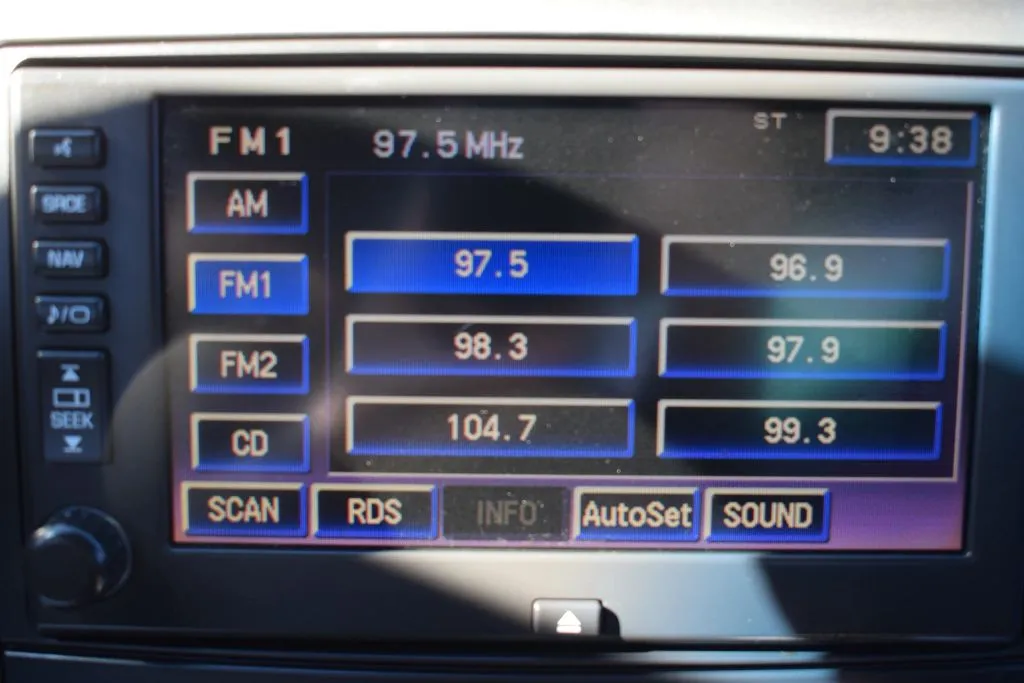 FM1 97.5 MHz ST 9:38
AM
97.5 96.9
FM1
98.3 97.9
FM2
104.7 99.3
CD
SCAN RDS INFO AutoSet SOUND
SRCE
NAV
SEEK